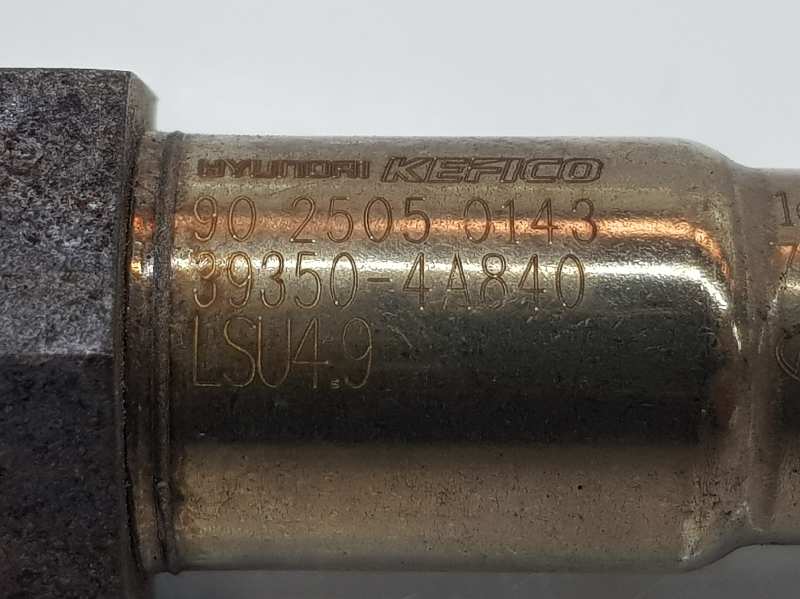 HYUNDAI KEFICO
90 2505 0143
39350-4A840
LSU4.9